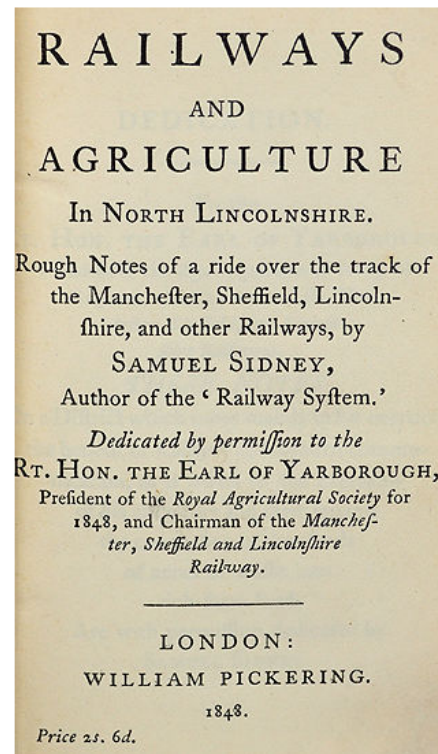 RAILWAYS
AND
AGRICULTURE
In NORTH LINCOLNSHIRE.
Rough Notes of a ride over the track of
the Mancheſter, Sheffield, Lincoln-
ſhire, and other Railways, by
SAMUEL SIDNEY,
Author of the ‘ Railway Syſtem.’
Dedicated by permiſſion to the
RT. HON. THE EARL OF YARBOROUGH,
Preſident of the Royal Agricultural Society for
1848, and Chairman of the Mancheſ-
ter, Sheffield and Lincolnſhire
Railway.
LONDON:
WILLIAM PICKERING.
1848.
Price 2s. 6d.